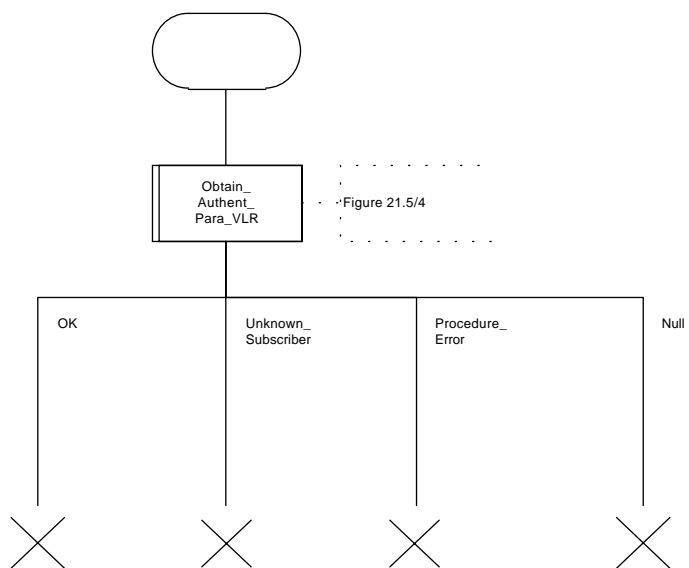 Obtain_
Authent_
Para_VLR
Figure 21.5/4
OK
Unknown_
Subscriber
Procedure_
Error
Null